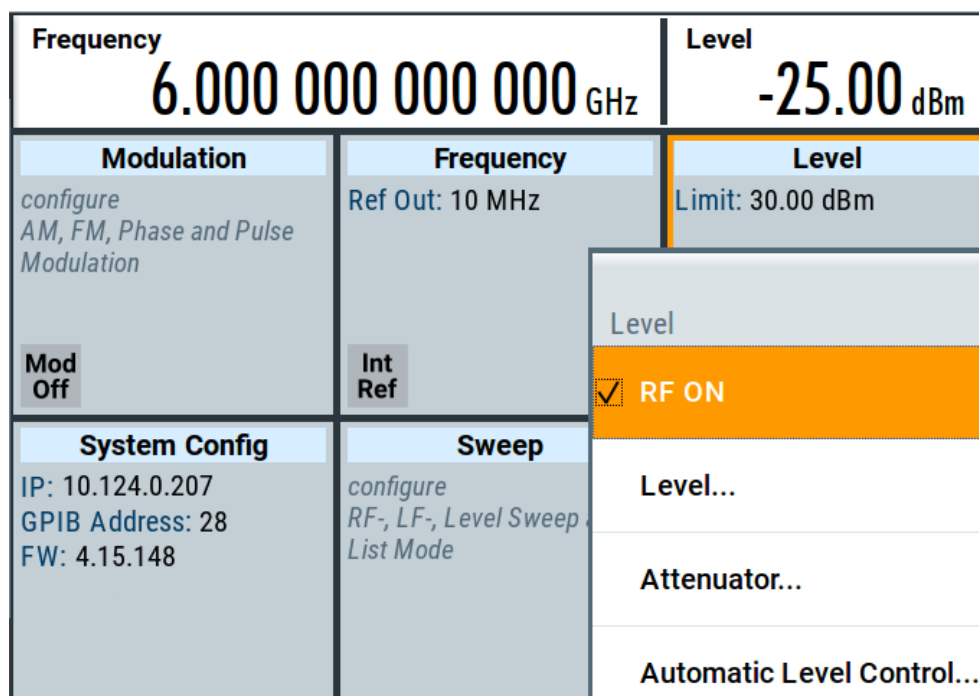 Frequency
6.000 000 000 000 GHz
Level
-25.00 dBm
Modulation
configure
AM, FM, Phase and Pulse
Modulation
Mod
Off
Frequency
Ref Out: 10 MHz
Int
Ref
Level
Limit: 30.00 dBm
System Config
IP: 10.124.0.207
GPIB Address: 28
FW: 4.15.148
Sweep
configure
RF-, LF-, Level Sweep
List Mode
Level
RF ON
Level...
Attenuator...
Automatic Level Control...